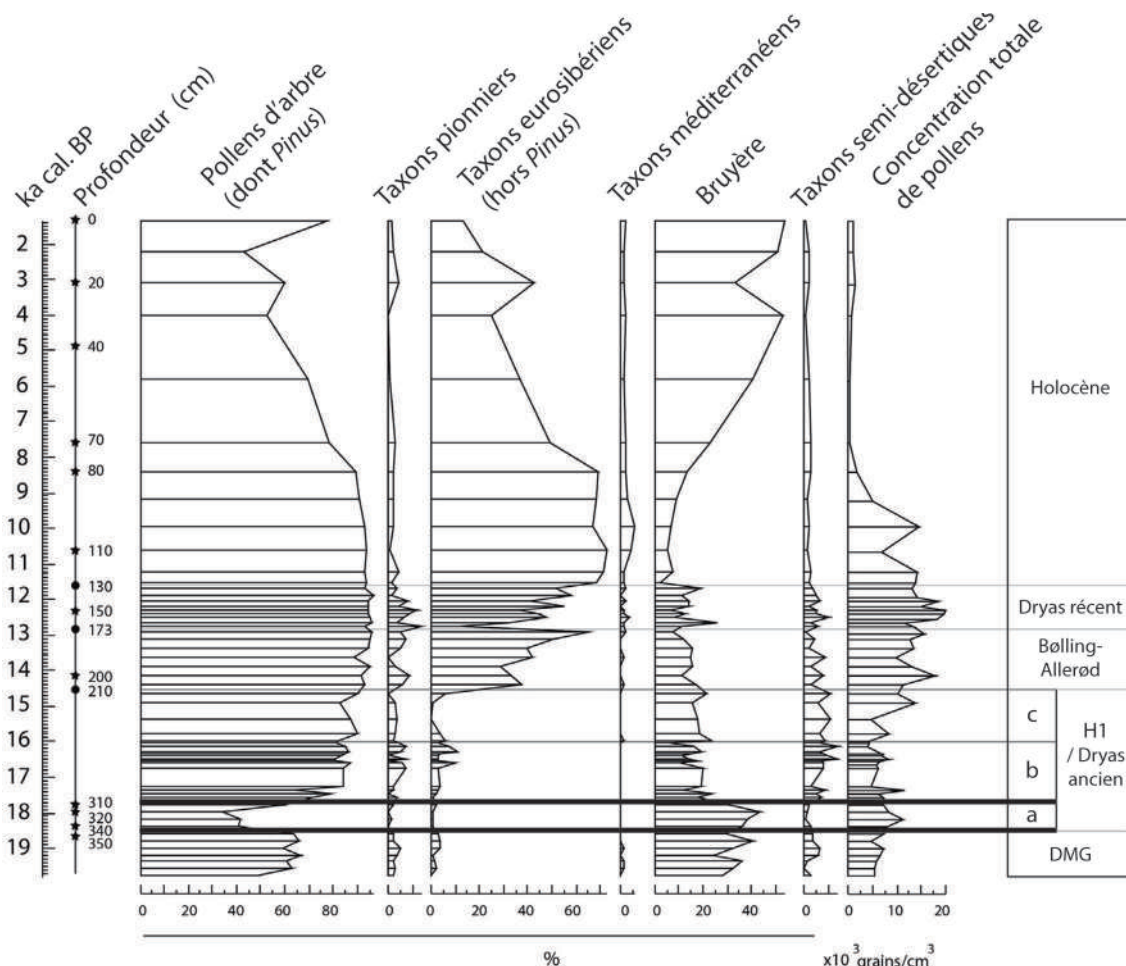 ka cal. BP
Profondeur (cm)
Pollens d'arbre
(dont Pinus)
Taxons pionniers
Taxons eurosibériens
(hors Pinus)
Taxons méditerranéens
Bruyère
Taxons semi-désertiques
Concentration totale
de pollens
2
3
4
5
6
7
8
9
10
11
12
13
14
15
16
17
18
19
0
20
40
70
80
110
130
150
173
200
210
310
320
340
350
Holocène
Dryas récent
Bølling-
Allerød
c
b
a
H1
/ Dryas
ancien
DMG
0 20 40 60 80
0
0 20 40 60
0
0 20 40
0
0 10 20
%
x10³grains/cm³